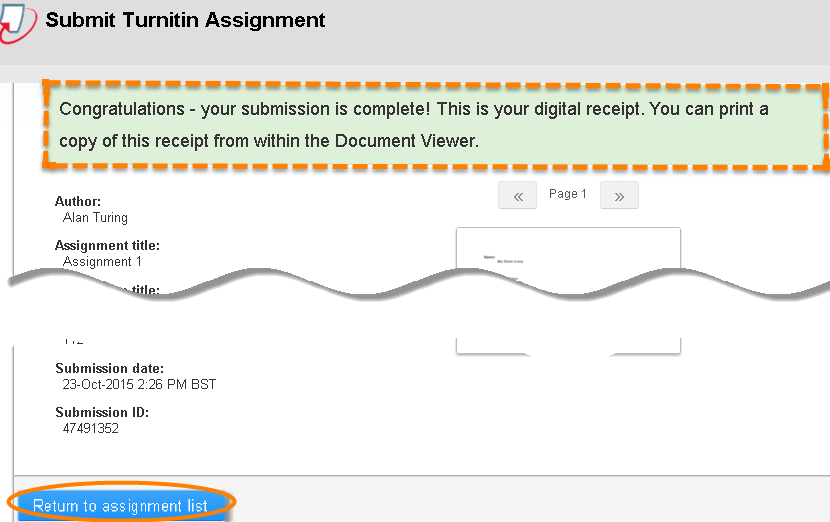 Submit Turnitin Assignment
Congratulations - your submission is complete! This is your digital receipt. You can print a
copy of this receipt from within the Document Viewer.
« Page 1 »
Author:
Alan Turing
Assignment title:
Assignment 1
title:
Submission date:
23-Oct-2015 2:26 PM BST
Submission ID:
47491352
Return to assignment list